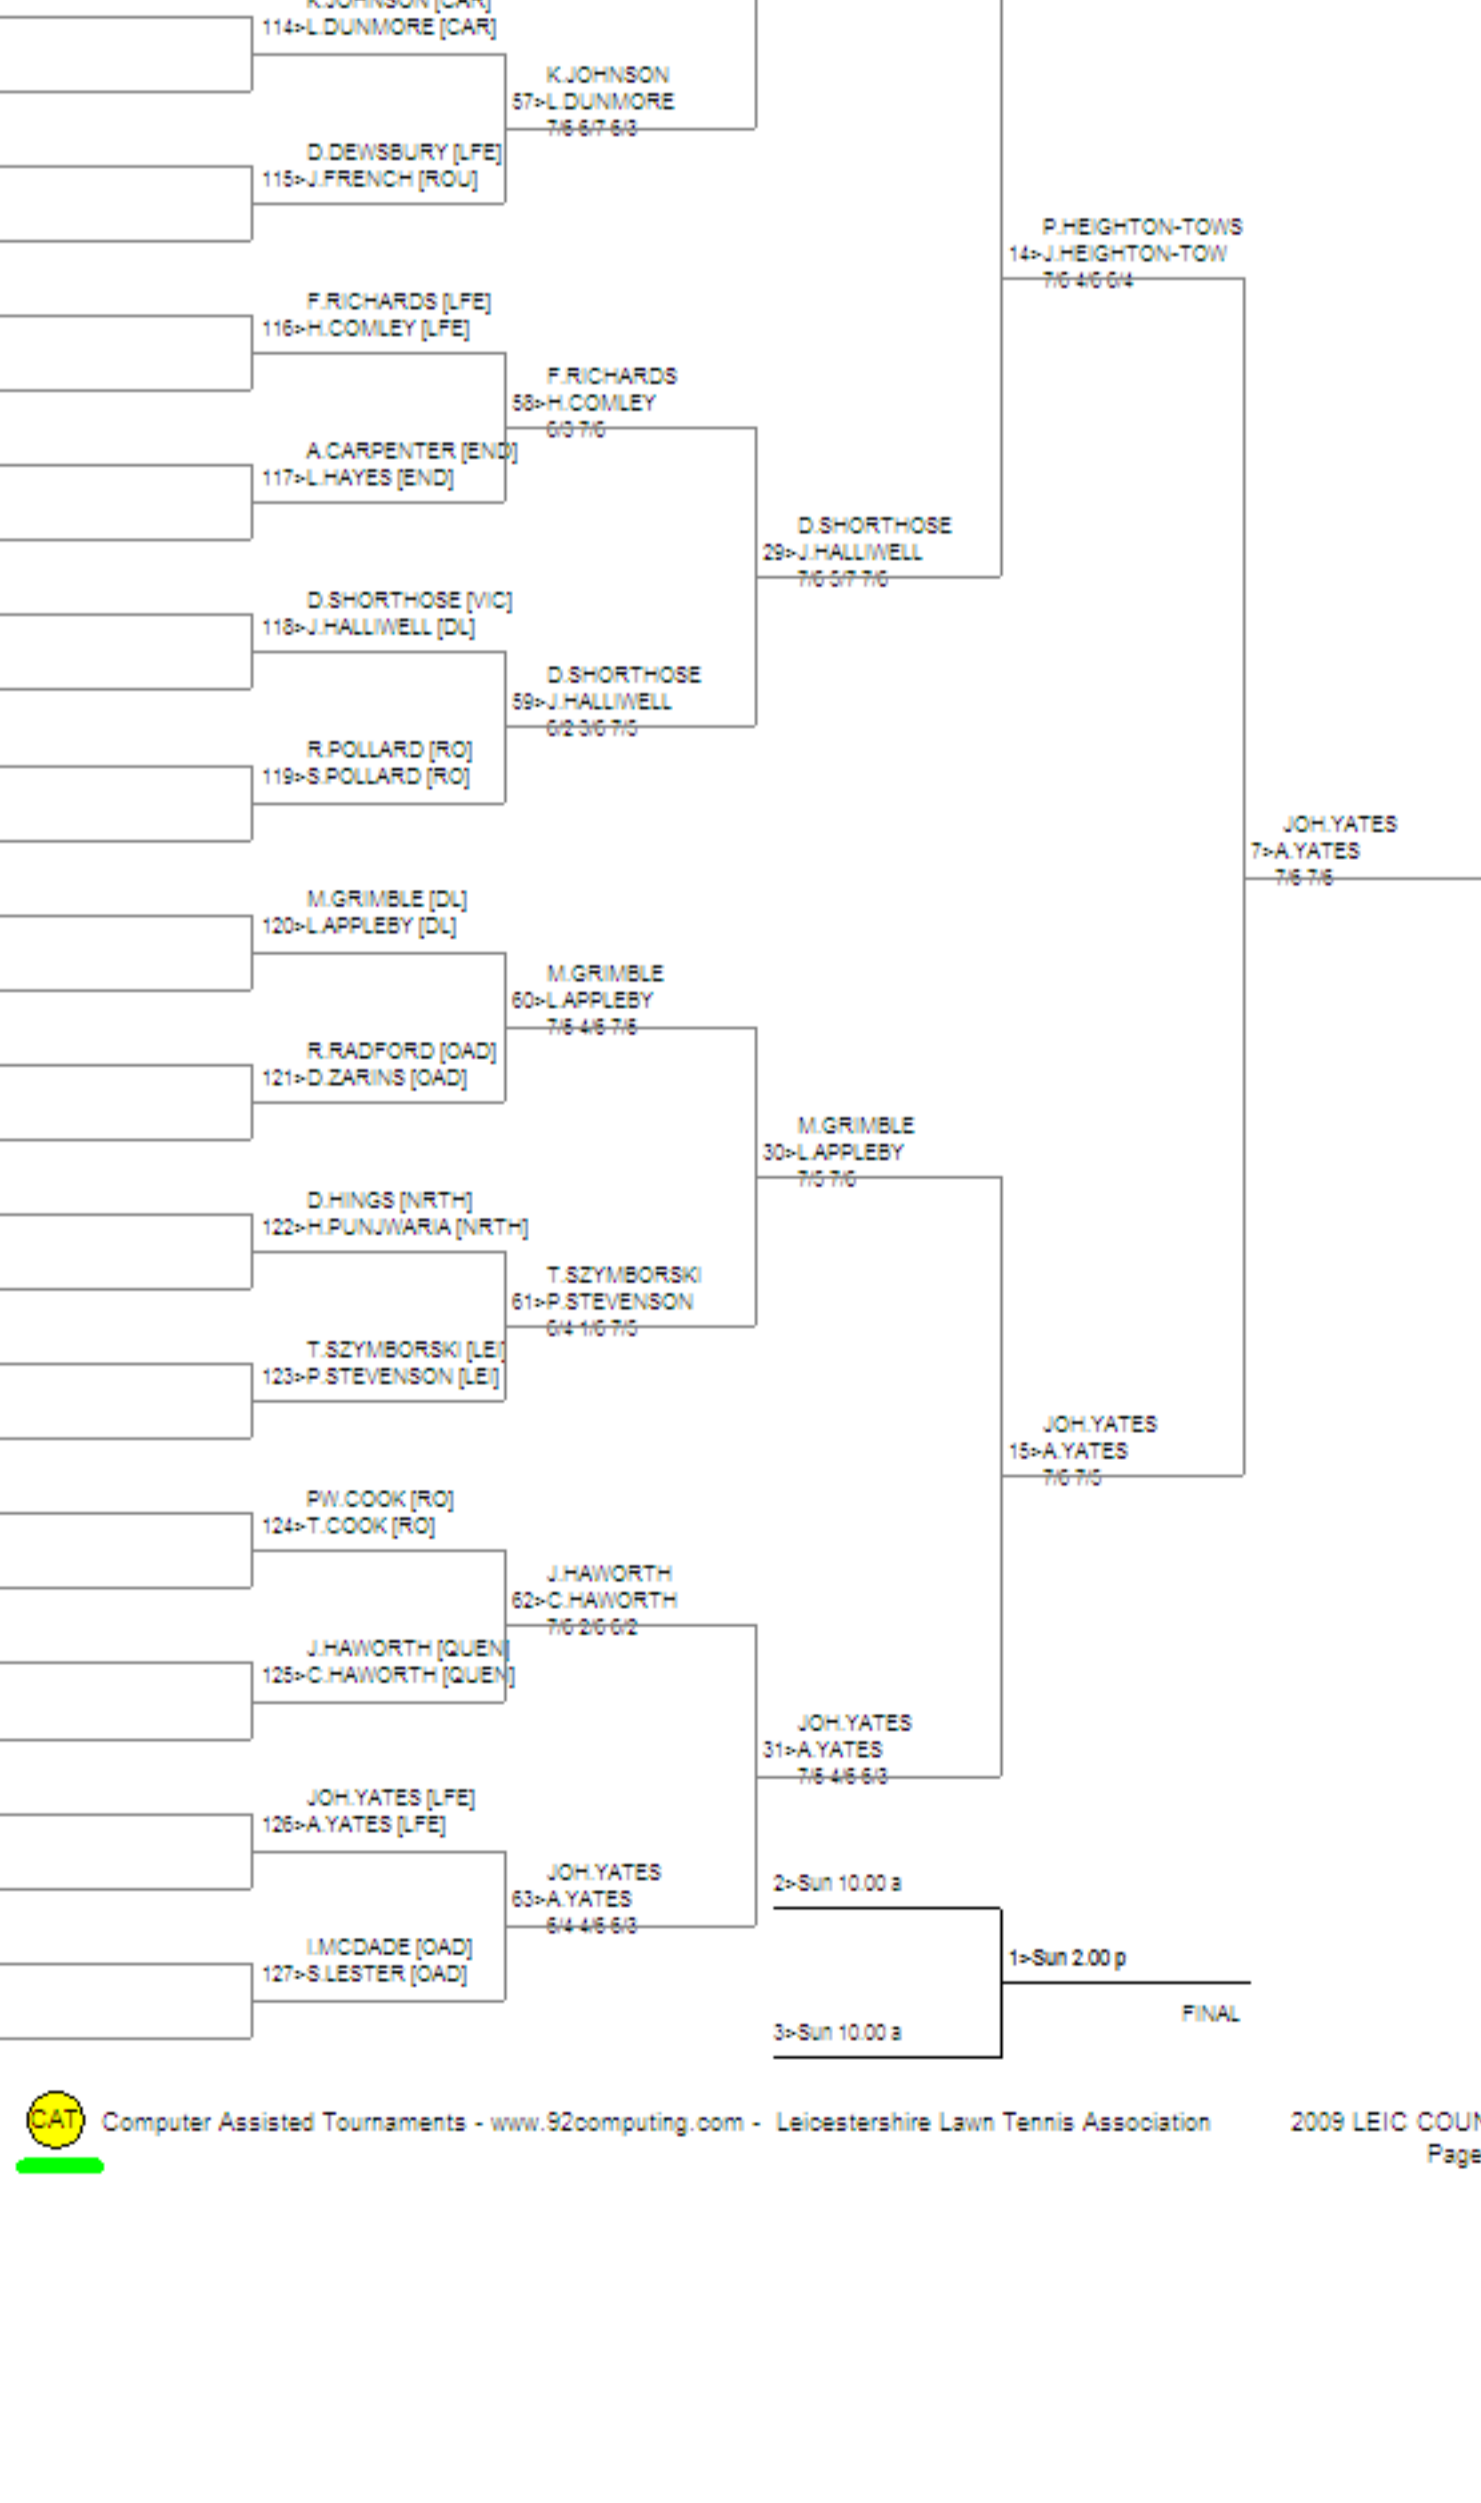 K.JOHNSON [CAR]
114>L.DUNMORE [CAR]
D.DEWSBURY [LFE]
115>J.FRENCH [ROU]
F.RICHARDS [LFE]
116>H.COMLEY [LFE]
A.CARPENTER [END]
117>L.HAYES [END]
D.SHORTHOSE [VIC]
118>J.HALLIWELL [DL]
R.POLLARD [RO]
119>S.POLLARD [RO]
M.GRIMBLE [DL]
120>L.APPLEBY [DL]
R.RADFORD [OAD]
121>D.ZARINS [OAD]
D.HINGS [NRTH]
122>H.PUNJWARIA [NRTH]
T.SZYMBORSKI [LEI]
123>P.STEVENSON [LEI]
PW.COOK [RO]
124>T.COOK [RO]
J.HAWORTH [QUEN]
125>C.HAWORTH [QUEN]
JOH.YATES [LFE]
126>A.YATES [LFE]
I.MCDADE [OAD]
127>S.LESTER [OAD]
K.JOHNSON
57>L.DUNMORE
7/6 6/7 6/3
F.RICHARDS
58>H.COMLEY
6/3 7/6
D.SHORTHOSE
59>J.HALLIWELL
6/2 3/6 7/5
M.GRIMBLE
60>L.APPLEBY
7/6 4/6 7/6
T.SZYMBORSKI
61>P.STEVENSON
6/4 1/6 7/5
J.HAWORTH
62>C.HAWORTH
7/6 2/6 6/2
JOH.YATES
63>A.YATES
6/4 4/6 6/3
D.SHORTHOSE
29>J.HALLIWELL
7/6 5/7 7/6
M.GRIMBLE
30>L.APPLEBY
7/5 7/6
JOH.YATES
31>A.YATES
7/6 4/6 6/3
P.HEIGHTON-TOWS
14>J.HEIGHTON-TOW
7/6 4/6 6/4
JOH.YATES
15>A.YATES
7/6 7/5
JOH.YATES
7>A.YATES
7/6 7/6
2>Sun 10.00 a
1>Sun 2.00 p
FINAL
3>Sun 10.00 a
CAT Computer Assisted Tournaments - www.92computing.com - Leicestershire Lawn Tennis Association 2009 LEIC COUN
Page